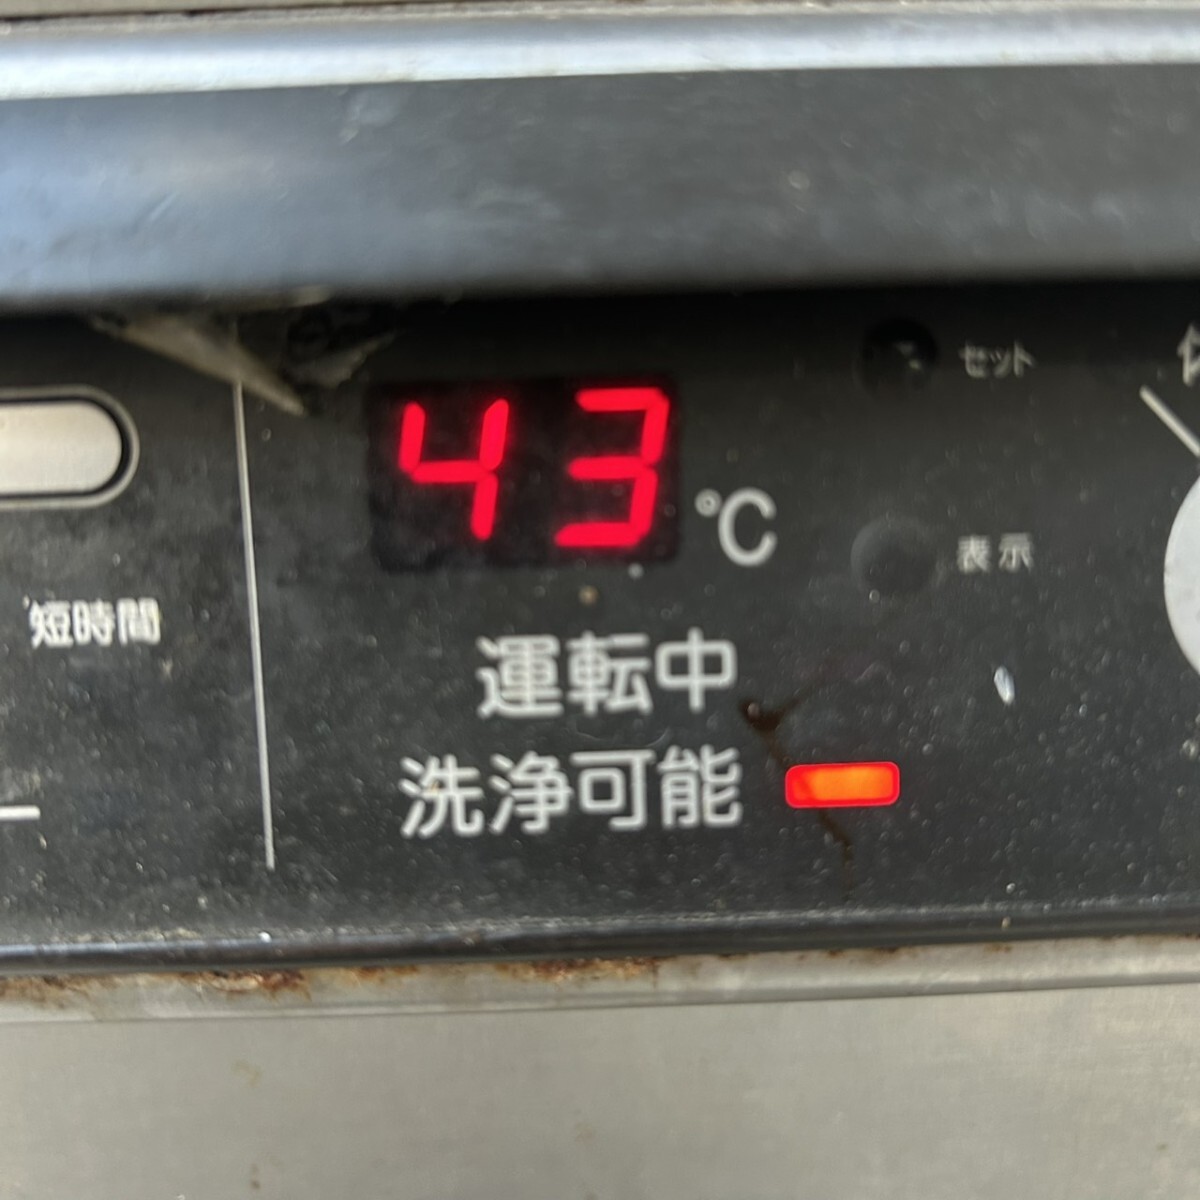 セット
43 ℃
表示
短時間
運転中
洗浄可能